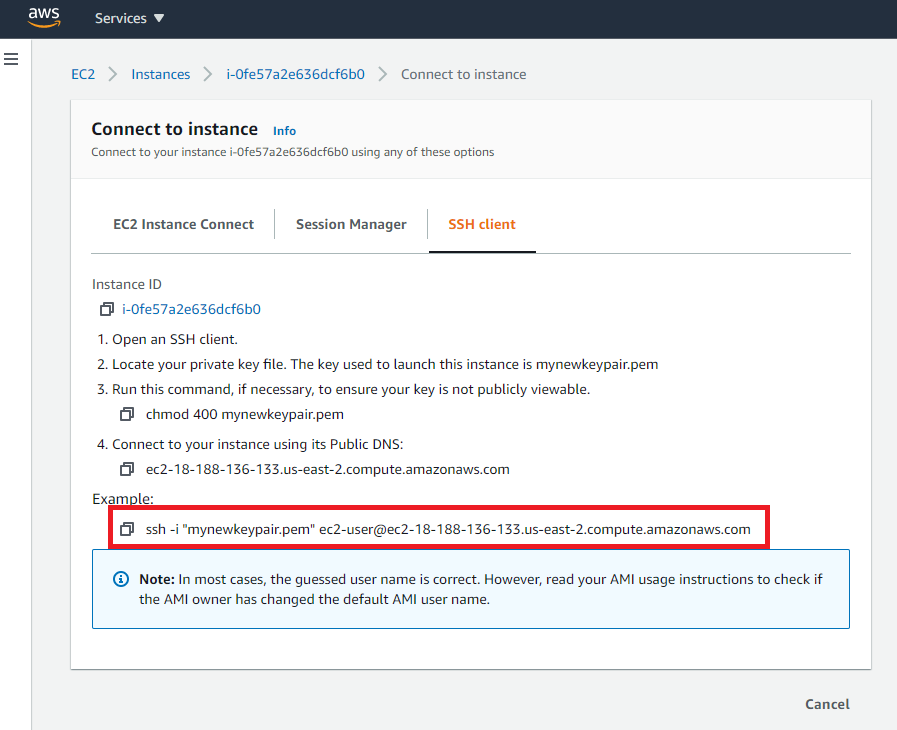 aws
Services
EC2 > Instances > i-0fe57a2e636dcf6b0 > Connect to instance
Connect to instance Info
Connect to your instance i-0fe57a2e636dcf6b0 using any of these options
EC2 Instance Connect
Session Manager
SSH client
Instance ID
i-0fe57a2e636dcf6b0
1. Open an SSH client.
2. Locate your private key file. The key used to launch this instance is mynewkeypair.pem
3. Run this command, if necessary, to ensure your key is not publicly viewable.
chmod 400 mynewkeypair.pem
4. Connect to your instance using its Public DNS:
ec2-18-188-136-133.us-east-2.compute.amazonaws.com
Example:
ssh -i "mynewkeypair.pem" ec2-user@ec2-18-188-136-133.us-east-2.compute.amazonaws.com
Note: In most cases, the guessed user name is correct. However, read your AMI usage instructions to check if
the AMI owner has changed the default AMI user name.
Cancel